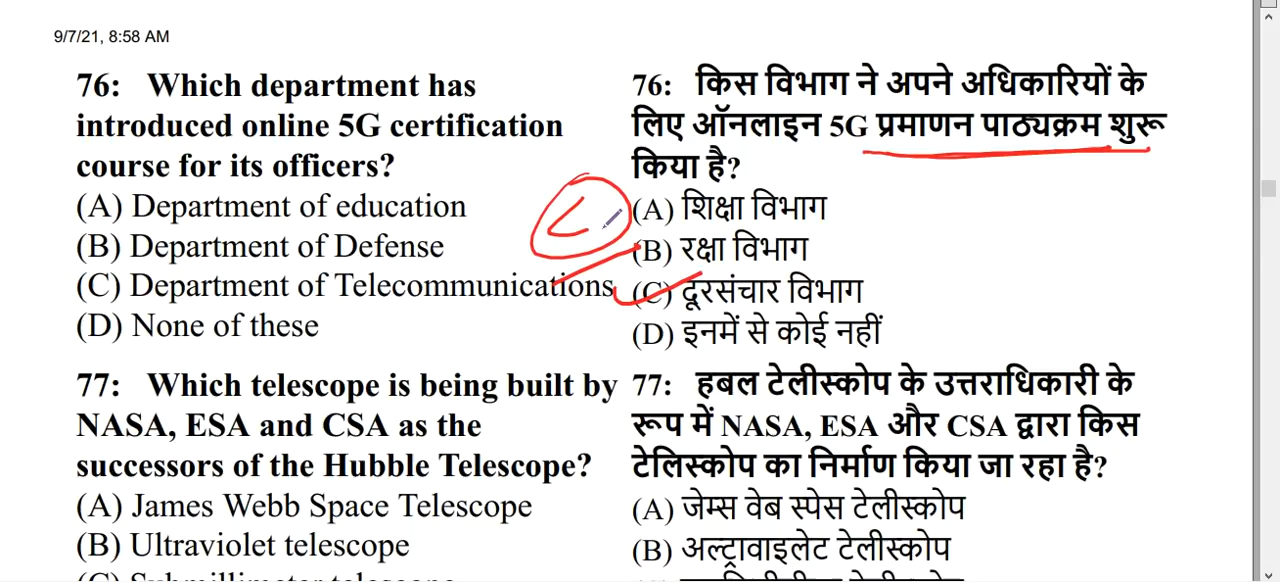 9/7/21, 8:58 AM
76: Which department has
introduced online 5G certification
course for its officers?
(A) Department of education
(B) Department of Defense
(C) Department of Telecommunications
(D) None of these
77: Which telescope is being built by
NASA, ESA and CSA as the
successors of the Hubble Telescope?
(A) James Webb Space Telescope
(B) Ultraviolet telescope
76: किस विभाग ने अपने अधिकारियों के
लिए ऑनलाइन 5G प्रमाणन पाठ्यक्रम शुरू
किया है?
(A) शिक्षा विभाग
(B) रक्षा विभाग
(C) दूरसंचार विभाग
(D) इनमें से कोई नहीं
77: हबल टेलीस्कोप के उत्तराधिकारी के
रूप में NASA, ESA और CSA द्वारा किस
टेलिस्कोप का निर्माण किया जा रहा है?
(A) जेम्स वेब स्पेस टेलीस्कोप
(B) अल्ट्रावाइलेट टेलीस्कोप